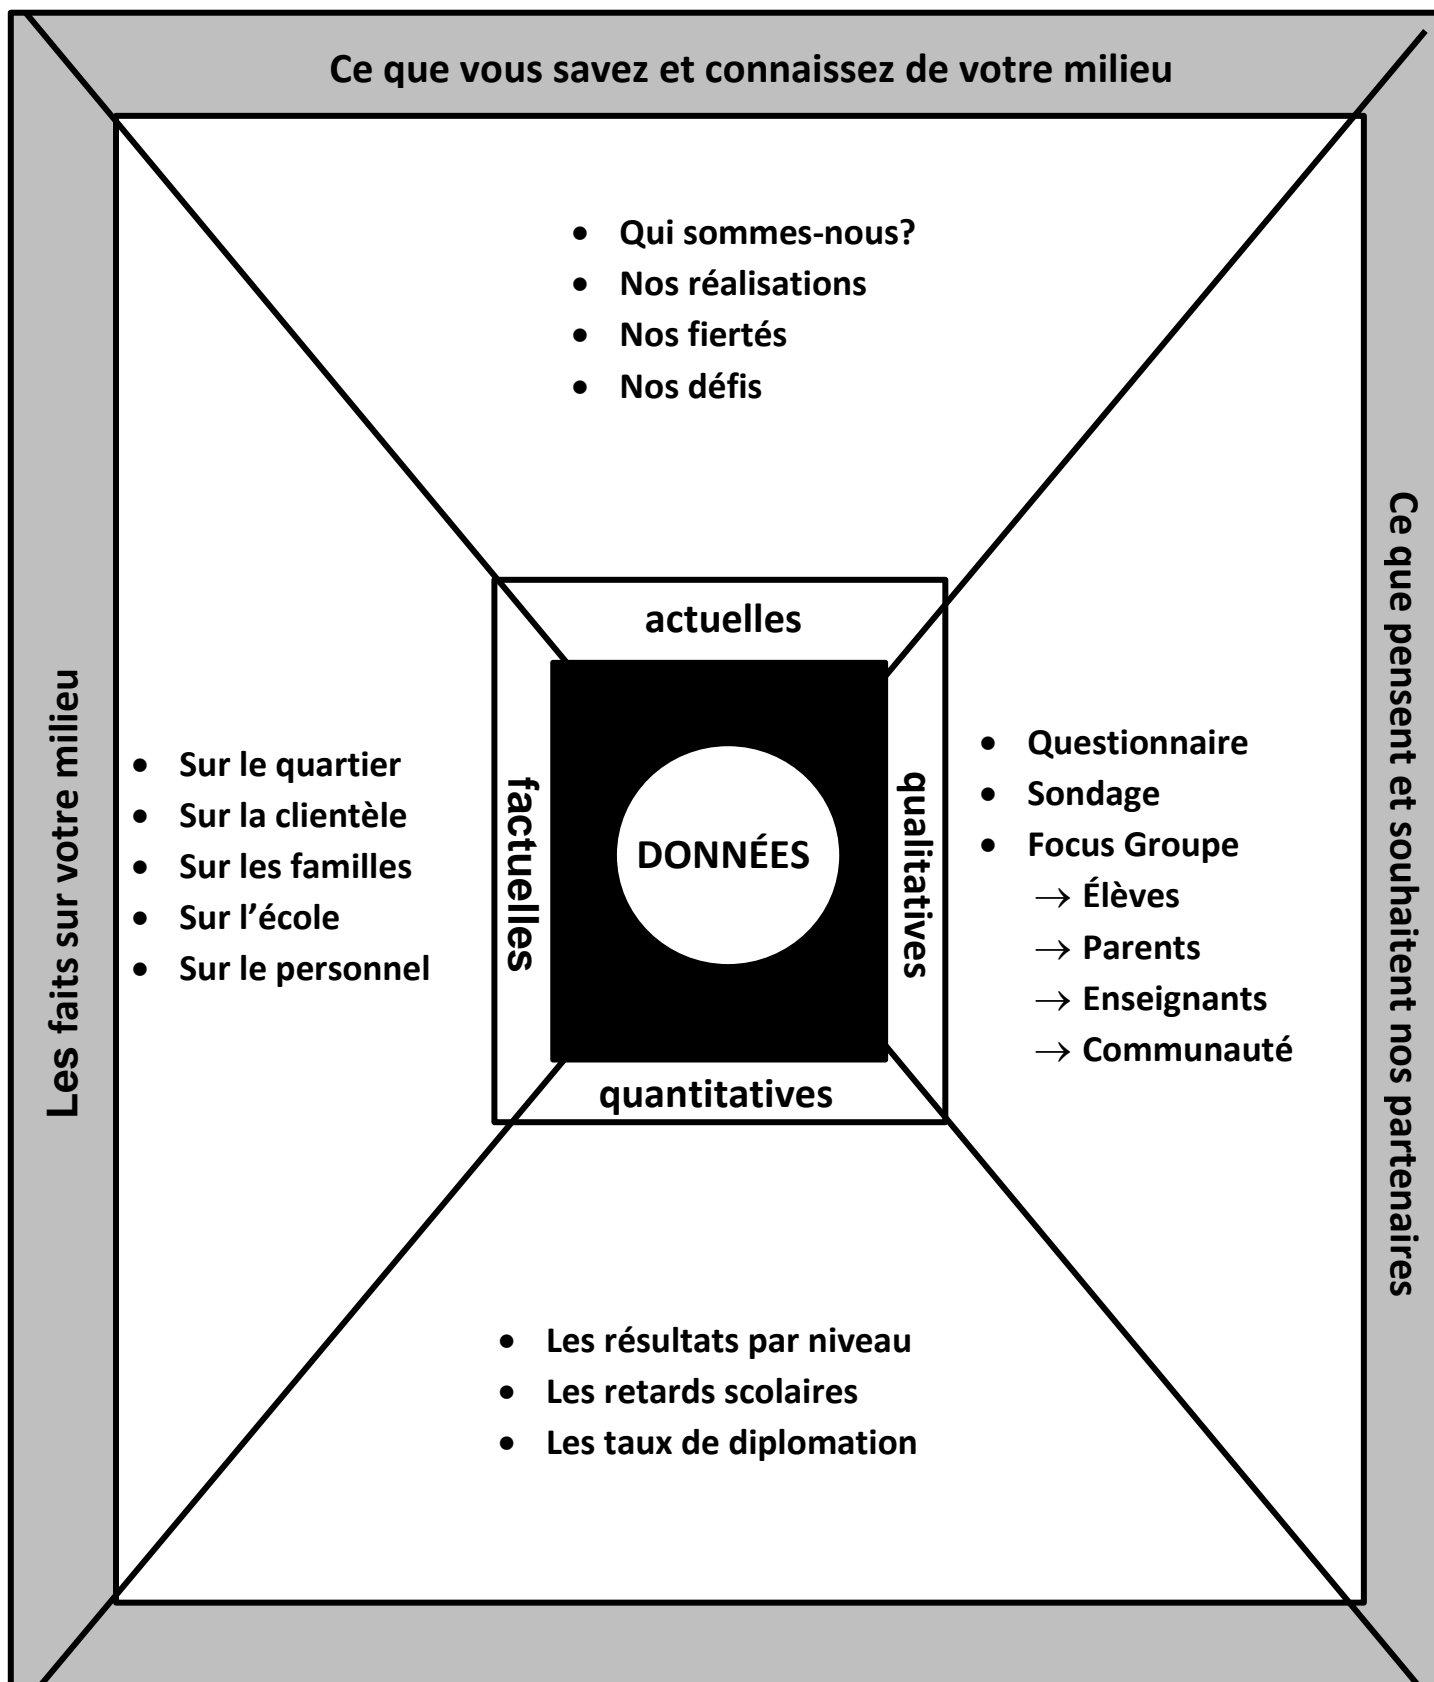 Ce que vous savez et connaissez de votre milieu
• Qui sommes-nous?
• Nos réalisations
• Nos fiertés
• Nos défis
Les faits sur votre milieu
• Sur le quartier
• Sur la clientèle
• Sur les familles
• Sur l’école
• Sur le personnel
actuelles
factuelles
DONNÉES
qualitatives
quantitatives
• Questionnaire
• Sondage
• Focus Groupe
→ Élèves
→ Parents
→ Enseignants
→ Communauté
Ce que pensent et souhaitent nos partenaires
• Les résultats par niveau
• Les retards scolaires
• Les taux de diplomation